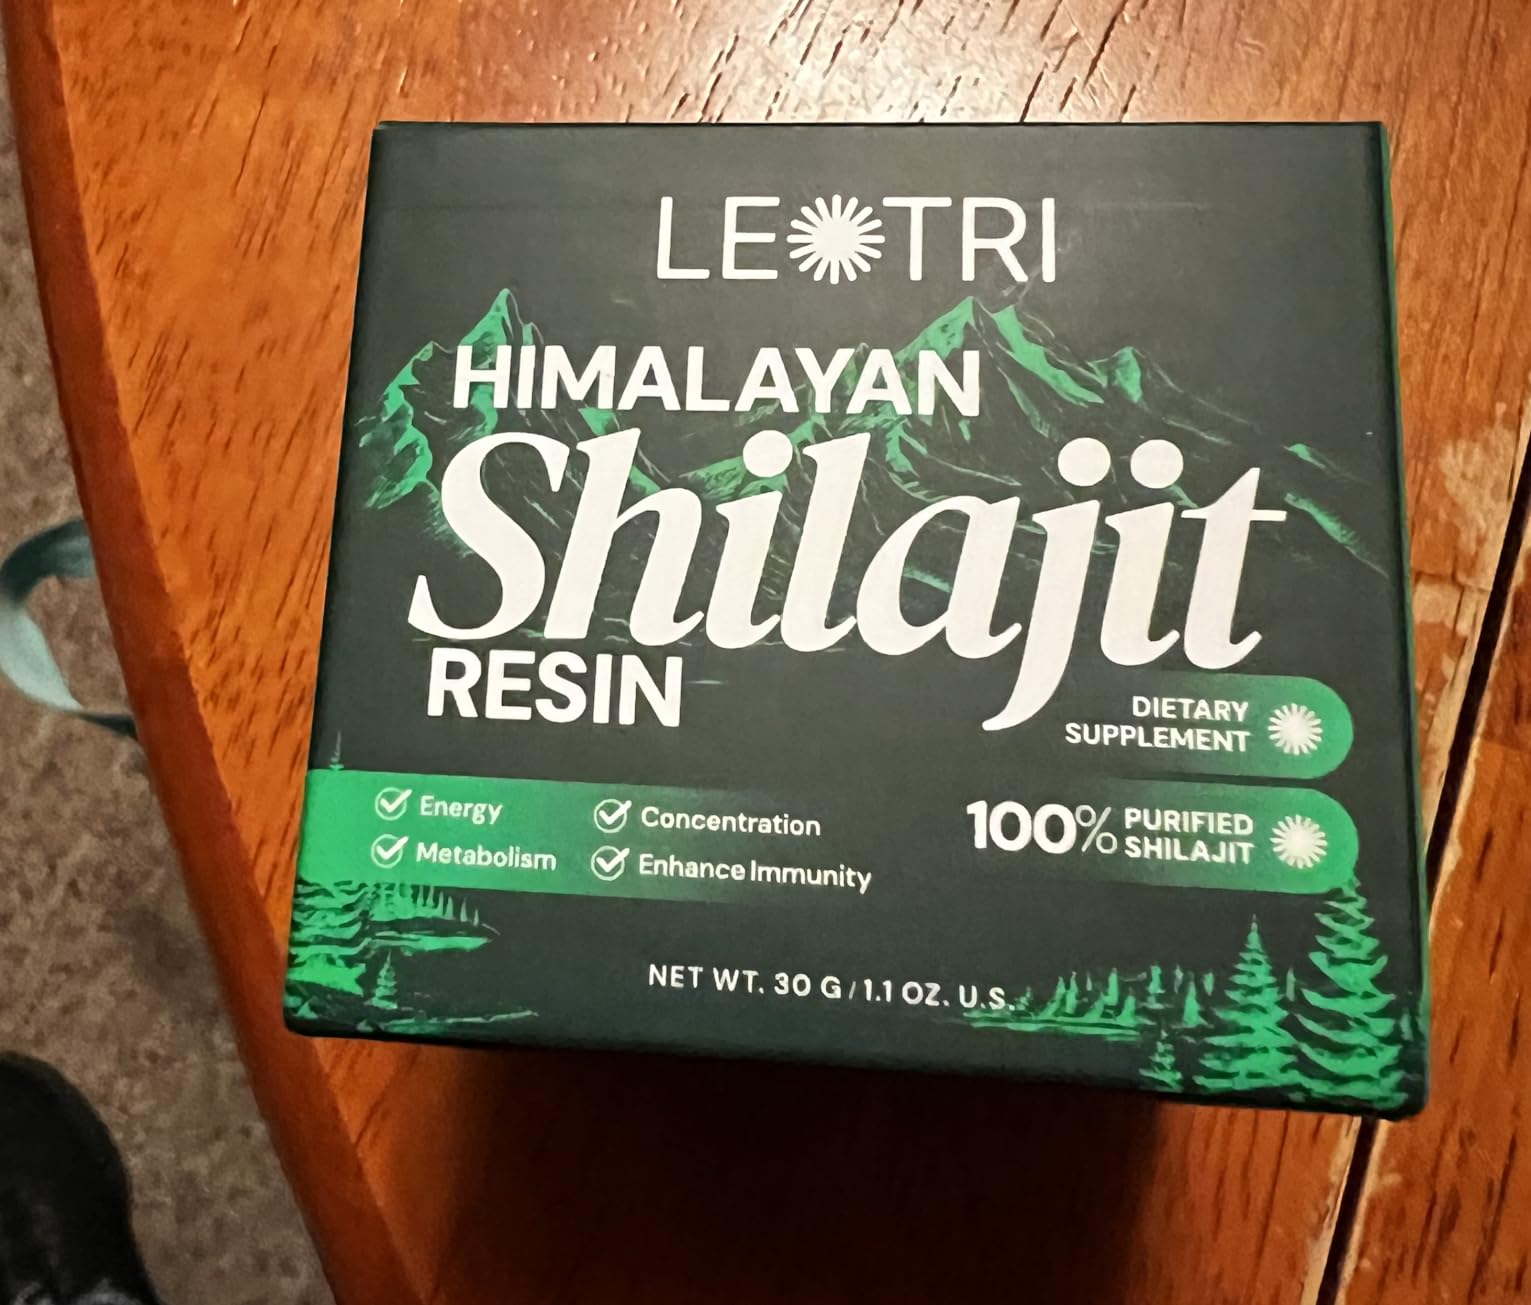 LEOTRI
HIMALAYAN
Shilajït
RESIN
DIETARY
SUPPLEMENT
Energy
Concentration
Metabolism
Enhance Immunity
100% PURIFIED
SHILAJIT
NET WT. 30 G/1.1 OZ. U.S.